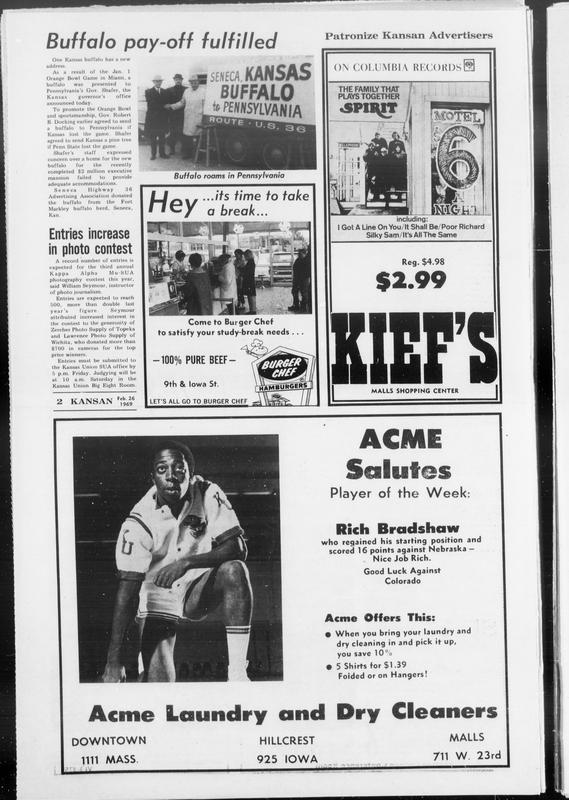 Buffalo pay-off fulfilled
One Kansas buffalo has a new
address.
As a result of the Jan. 1
Orange Bowl Game in Miami, a
buffalo was presented to
Pennsylvania's Gov. Shafer, the
Kansas governor's office
announced today.
To promote the Orange Bowl
and sportsmanship, Gov. Robert
B. Docking earlier agreed to send
a buffalo to Pennsylvania if
Kansas lost the game. Shafer
agreed to send Kansas a pine tree
if Penn State lost the game.
Shafer's staff expressed
concern over a home for the new
buffalo for the recently
completed $2 million executive
mansion failed to provide
adequate accommodations.
Seneca Highway 36
Advertising Association donated
the buffalo from the Fort
Markley buffalo herd, Seneca,
Kan.
SENECA, KANSAS
BUFFALO
to PENNSYLVANIA
ROUTE · U.S. 36
Buffalo roams in Pennsylvania
Entries increase
in photo contest
A record number of entries is
expected for the third annual
Kappa Alpha Mu-SUA
photography contest this year,
said William Seymour, instructor
of photo journalism.
Entries are expected to reach
500, more than double last
year's figure. Seymour
attributed increased interest in
the contest to the generosity of
Zercher Photo Supply of Topeka
and Lawrence Photo Supply of
Wichita, who donated more than
$700 in cameras for the top
prize winners.
Entries must be submitted to
the Kansas Union SUA office by
5 p.m. Friday. Judging will be
at 10 a.m. Saturday in the
Kansas Union Big Eight Room.
2 KANSAN Feb. 26
1969
Hey ...its time to take
a break...
Come to Burger Chef
to satisfy your study-break needs . . .
—100% PURE BEEF—
9th & Iowa St.
BURGER
CHEF
HAMBURGERS
LET'S ALL GO TO BURGER CHEF
Patronize Kansan Advertisers
ON COLUMBIA RECORDS
THE FAMILY THAT
PLAYS TOGETHER
SPIRIT
MOTEL
6
NIGHT
including:
I Got A Line On You/It Shall Be/Poor Richard
Silky Sam/It's All The Same
Reg. $4.98
$2.99
KIEF'S
MALLS SHOPPING CENTER
ACME
Salutes
Player of the Week:
Rich Bradshaw
who regained his starting position and
scored 16 points against Nebraska —
Nice Job Rich.
Good Luck Against
Colorado
Acme Offers This:
● When you bring your laundry and
dry cleaning in and pick it up,
you save 10%
● 5 Shirts for $1.39
Folded or on Hangers!
Acme Laundry and Dry Cleaners
DOWNTOWN
1111 MASS.
HILLCREST
925 IOWA
MALLS
711 W. 23rd